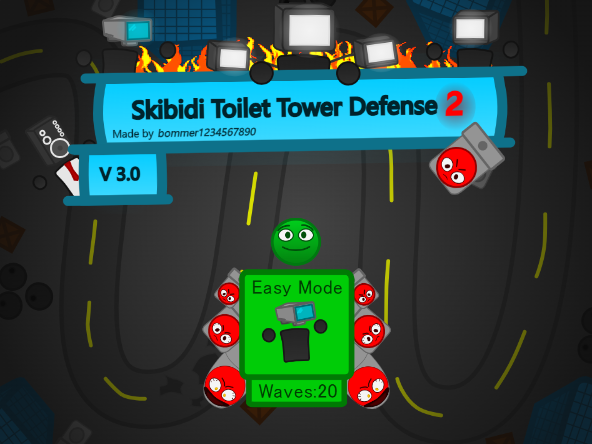 Skibidi Toilet Tower Defense 2
Made by bommer1234567890
V 3.0
Easy Mode
Waves:20